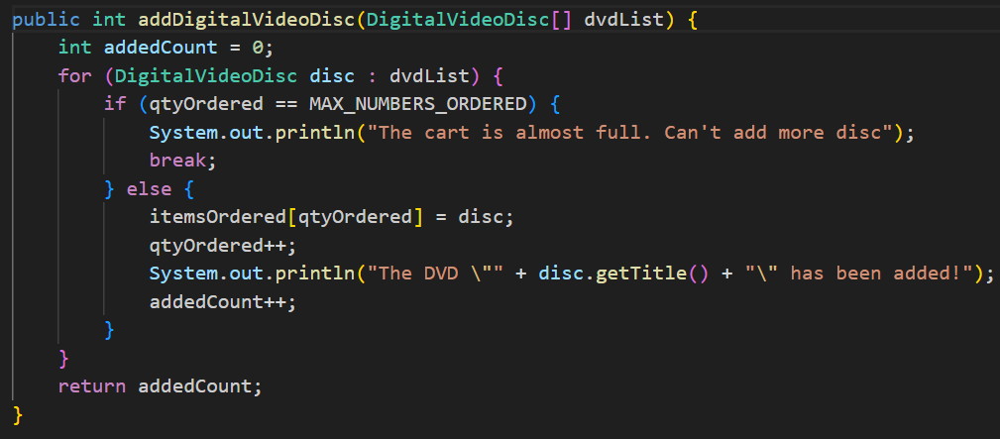 public int addDigitalVideoDisc(DigitalVideoDisc[] dvdList) {
    int addedCount = 0;
    for (DigitalVideoDisc disc : dvdList) {
        if (qtyOrdered == MAX_NUMBERS_ORDERED) {
            System.out.println("The cart is almost full. Can't add more disc");
            break;
        } else {
            itemsOrdered[qtyOrdered] = disc;
            qtyOrdered++;
            System.out.println("The DVD \"" + disc.getTitle() + "\" has been added!");
            addedCount++;
        }
    }
    return addedCount;
}